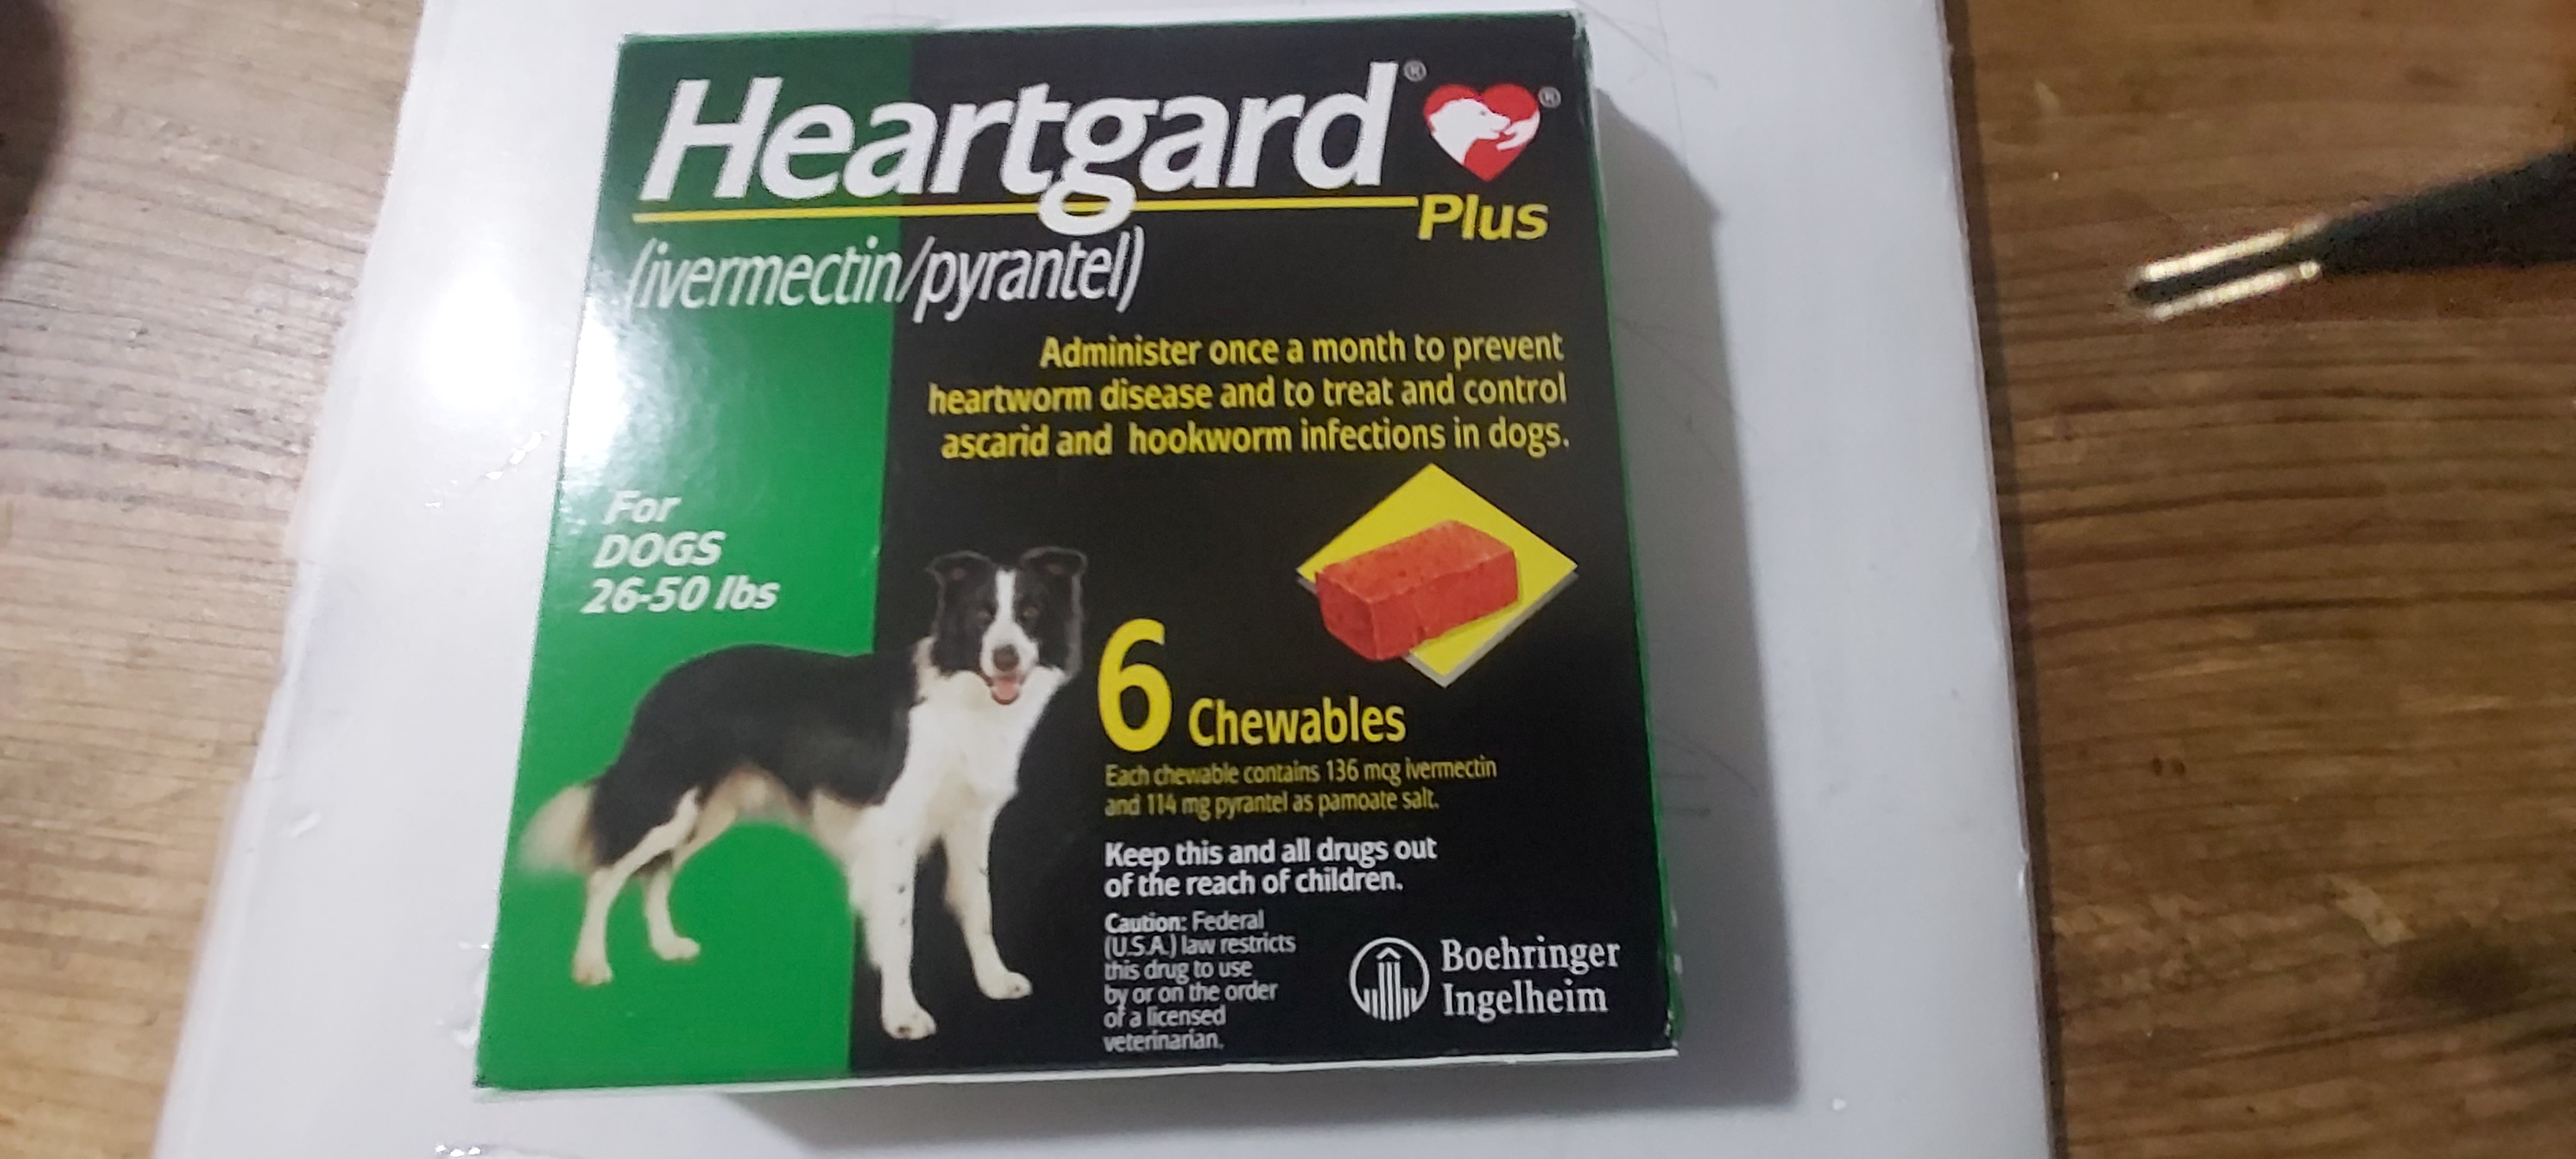 Heartgard®
®
Plus
(ivermectin/pyrantel)
Administer once a month to prevent
heartworm disease and to treat and control
ascarid and hookworm infections in dogs.
For
DOGS
26-50 lbs
6 Chewables
Each chewable contains 136 mcg ivermectin
and 114 mg pyrantel as pamoate salt.
Keep this and all drugs out
of the reach of children.
Caution: Federal
(U.S.A.) law restricts
this drug to use
by or on the order
of a licensed
veterinarian.
Boehringer
Ingelheim